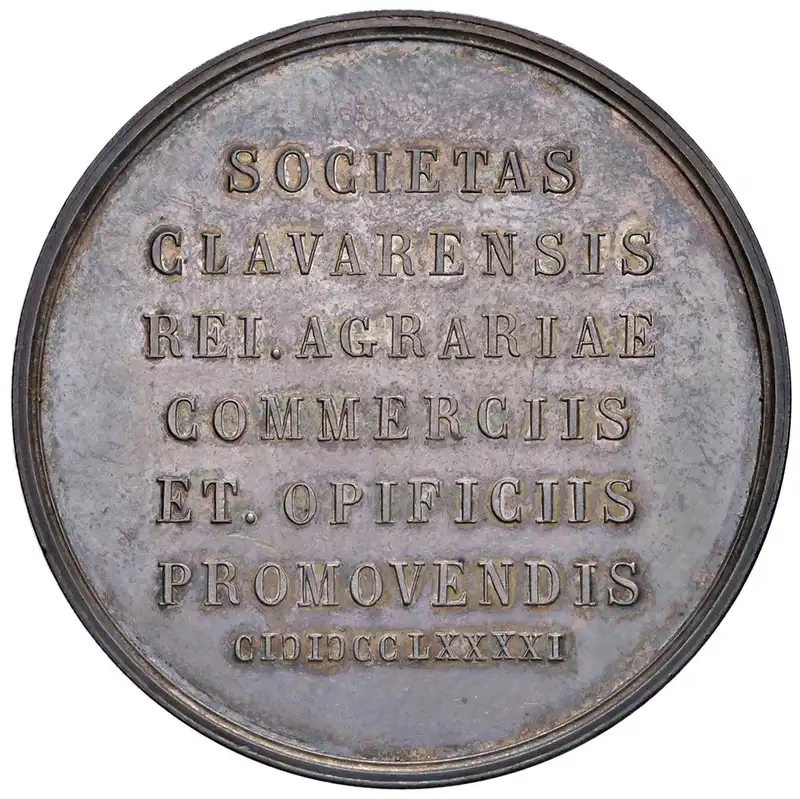 SOCIETAS
CLAVARENSIS
REI. AGRARIAE
COMMERCIIS
ET. OPIFICIIS
PROMOVENDIS
CIƆIƆCCLXXXXI